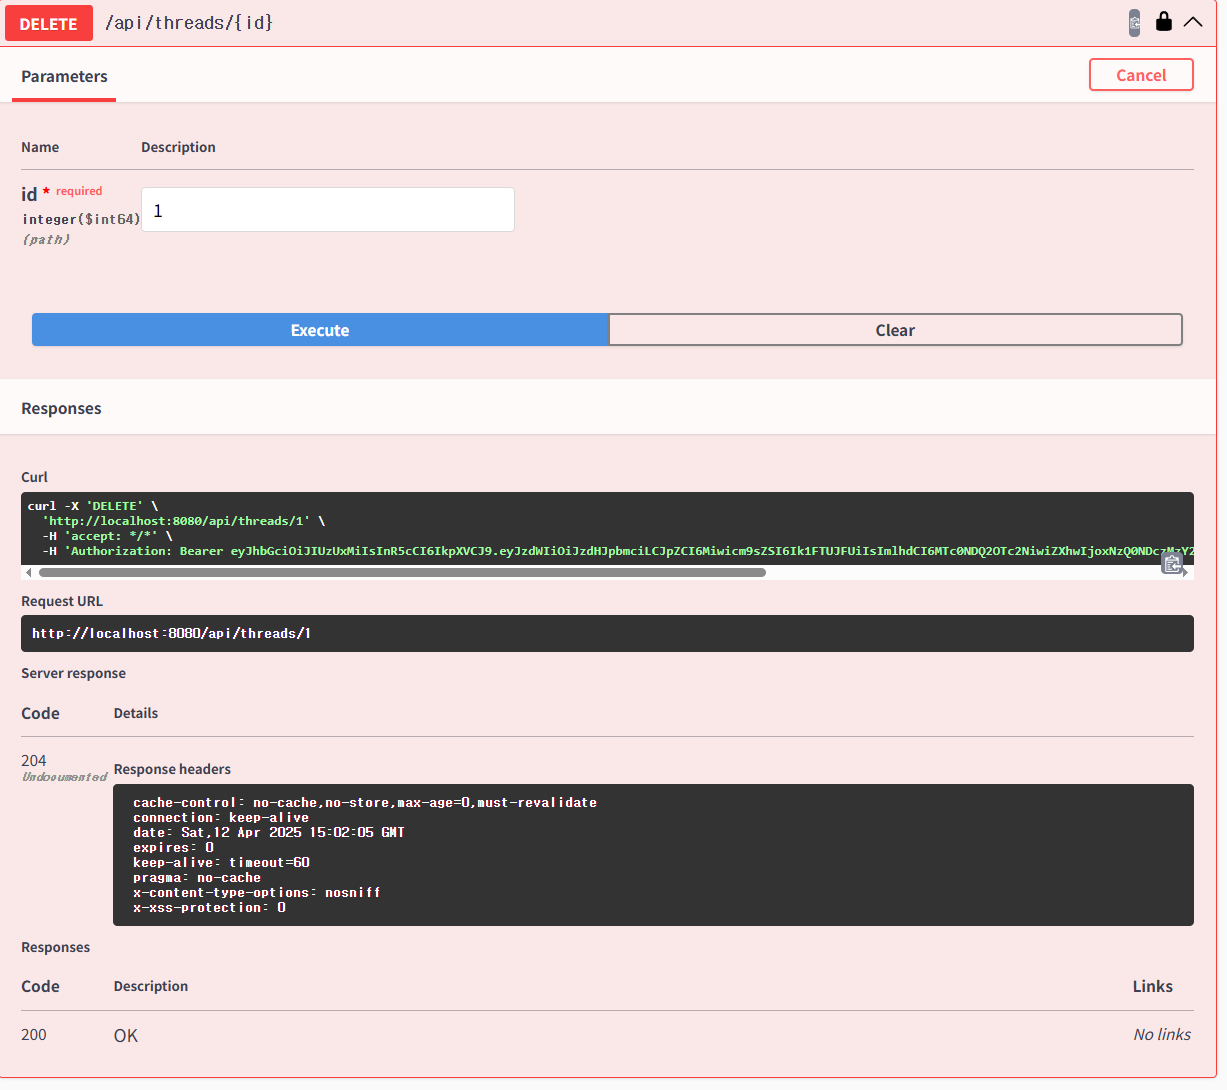 DELETE /api/threads/{id}
Parameters
Cancel
Name Description
id * required
integer($int64)
(path)
1
Execute Clear
Responses
Curl
curl -X 'DELETE' \
'http://localhost:8080/api/threads/1' \
-H 'accept: */*' \
-H 'Authorization: Bearer
Request URL
http://localhost:8080/api/threads/1
Server response
Code Details
204
Undocumented
Response headers
cache-control: no-cache,no-store,max-age=0,must-revalidate
connection: keep-alive
date: Sat,12 Apr 2025 15:02:05 GMT
expires: 0
keep-alive: timeout=60
pragma: no-cache
x-content-type-options: nosniff
x-xss-protection: 0
Responses
Code Description Links
200 OK No links